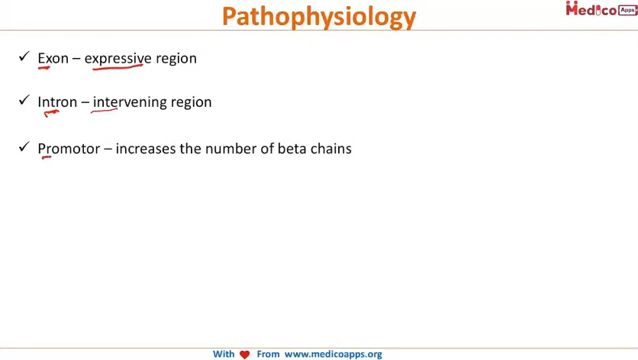 Pathophysiology
Medico Apps
✓ Exon – expressive region
✓ Intron – intervening region
✓ Promotor – increases the number of beta chains
With ♥ From www.medicoapps.org